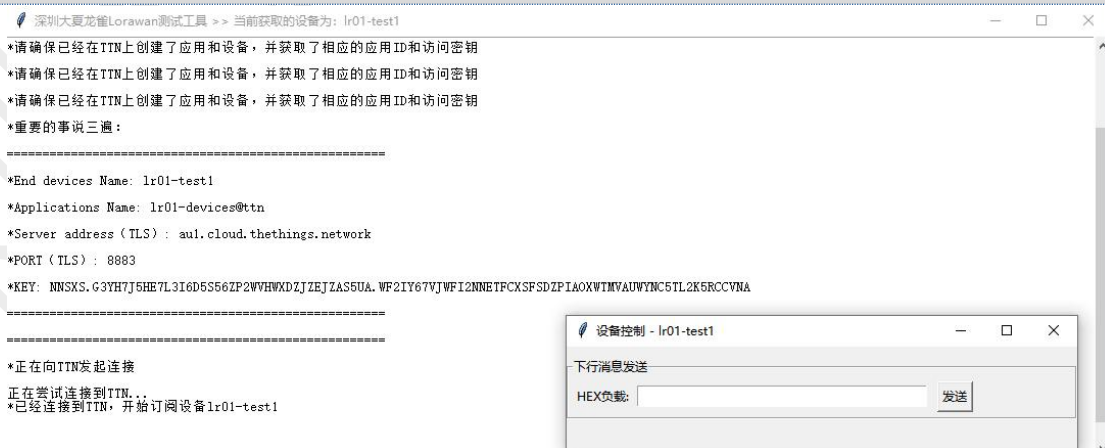 深圳大夏龙雀Lorawan测试工具 >> 当前获取的设备为: lr01-test1
*请确保已经在TTN上创建了应用和设备，并获取了相应的应用ID和访问密钥
*请确保已经在TTN上创建了应用和设备，并获取了相应的应用ID和访问密钥
*请确保已经在TTN上创建了应用和设备，并获取了相应的应用ID和访问密钥
*重要的事说三遍：
=====================================================
*End devices Name: lr01-test1
*Applications Name: lr01-devices@ttn
*Server address（TLS）: au1.cloud.thethings.network
*PORT（TLS）: 8883
*KEY: NNSXS.G3YH7J5HE7L3I6D5S56ZP2WVHWXDZJZEJZAS5UA.WF2IY67VJWFI2NNETFCXSFSDZPIAOXWTMVAUWYNC5TL2K5RCCVNA
=====================================================
=====================================================
*正在向TTN发起连接
正在尝试连接到TTN...
*已经连接到TTN，开始订阅设备lr01-test1
设备控制 - lr01-test1
下行消息发送
HEX负载: 发送